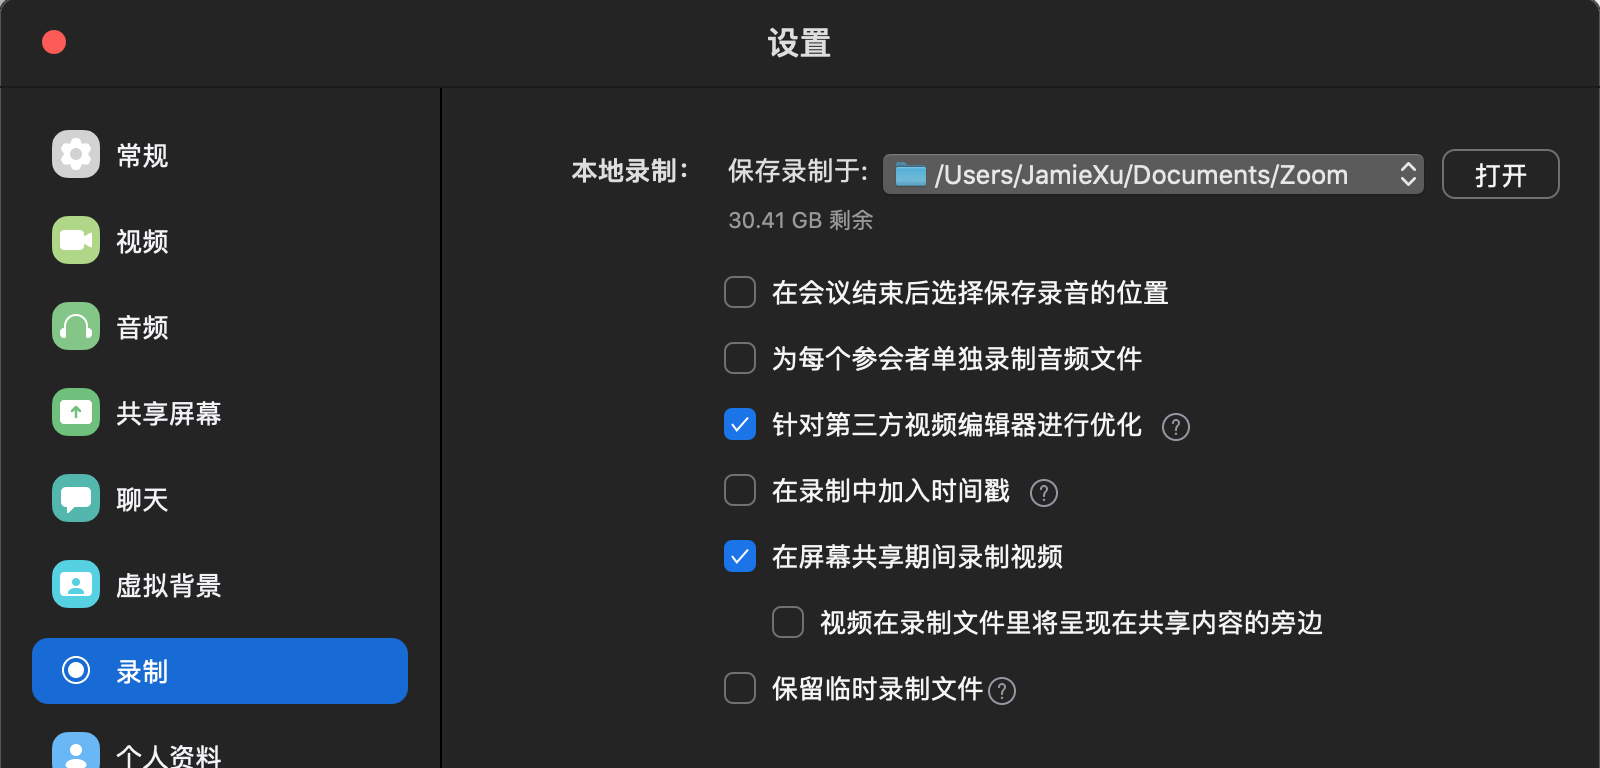 设置
常规
视频
音频
共享屏幕
聊天
虚拟背景
录制
个人资料
本地录制： 保存录制于: /Users/JamieXu/Documents/Zoom 打开
30.41 GB 剩余
在会议结束后选择保存录音的位置
为每个参会者单独录制音频文件
针对第三方视频编辑器进行优化 ?
在录制中加入时间戳 ?
在屏幕共享期间录制视频
视频在录制文件里将呈现在共享内容的旁边
保留临时录制文件 ?